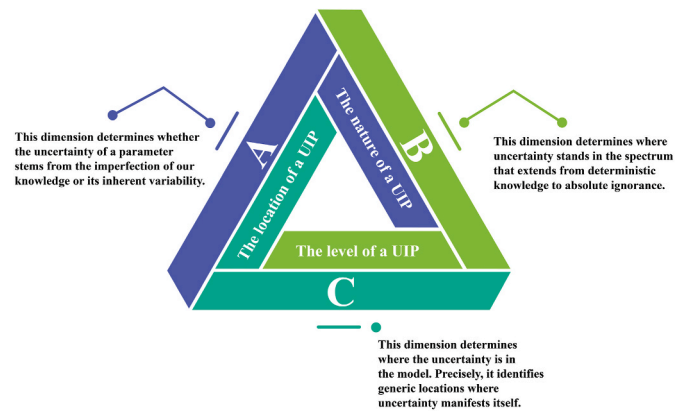 A
B
C
The location of a UIP
The nature of a UIP
The level of a UIP
This dimension determines whether
the uncertainty of a parameter
stems from the imperfection of our
knowledge or its inherent variability.
This dimension determines where
uncertainty stands in the spectrum
that extends from deterministic
knowledge to absolute ignorance.
This dimension determines
where the uncertainty is in
the model. Precisely, it identifies
generic locations where
uncertainty manifests itself.